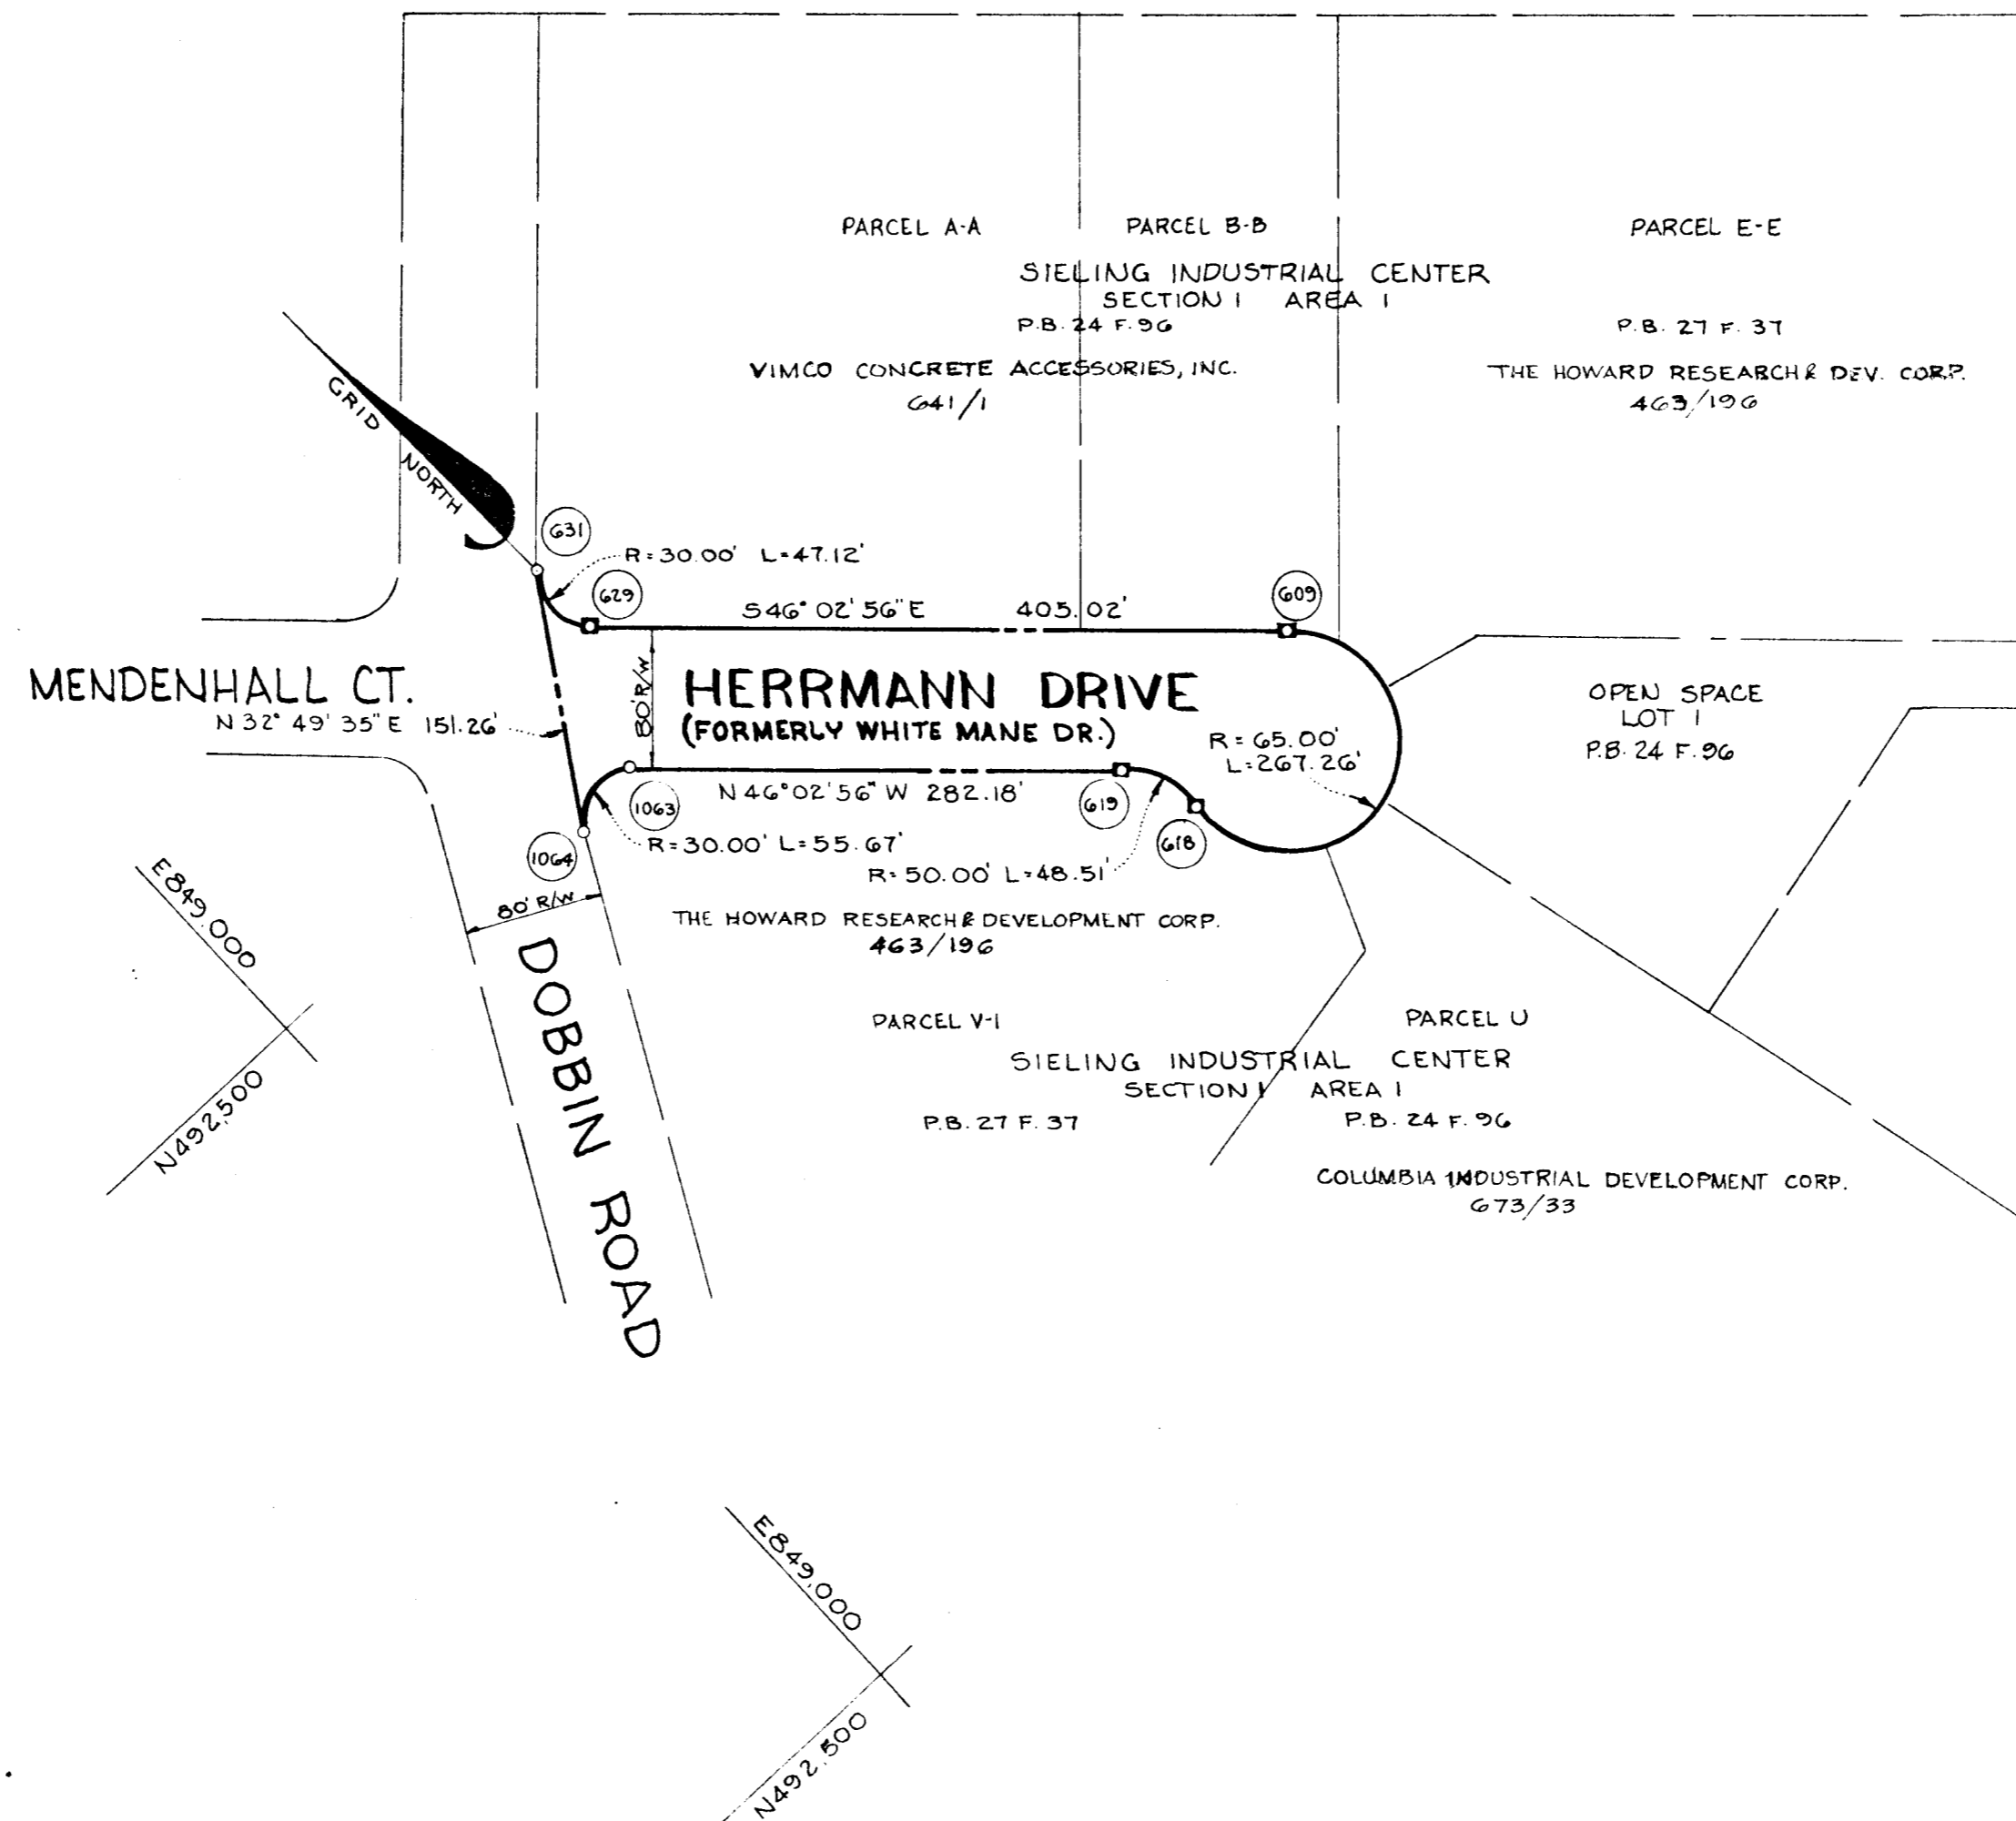 PARCEL A-A
PARCEL B-B
PARCEL E-E
SIELING INDUSTRIAL CENTER
SECTION 1 AREA 1
P.B. 24 F. 96
P.B. 27 F. 37
VIMCO CONCRETE ACCESSORIES, INC.
641/1
THE HOWARD RESEARCH & DEV. CORP.
463/196
GRID NORTH
631
R=30.00' L=47.12'
629
S46° 02' 56" E 405.02'
609
MENDENHALL CT.
N 32° 49' 35" E 151.26'
80' R/W
HERRMANN DRIVE
(FORMERLY WHITE MANE DR.)
R=65.00'
L=267.26'
OPEN SPACE
LOT 1
P.B. 24 F. 96
N 46° 02' 56" W 282.18'
1063
619
618
R=30.00' L=55.67'
1064
R=50.00' L=48.51'
80' R/W
THE HOWARD RESEARCH & DEVELOPMENT CORP.
463/196
E849,000
N492,500
DOBBIN ROAD
PARCEL V-1
PARCEL U
SIELING INDUSTRIAL CENTER
SECTION 1 AREA 1
P.B. 27 F. 37
P.B. 24 F. 96
COLUMBIA INDUSTRIAL DEVELOPMENT CORP.
673/33
E849,000
N492,500